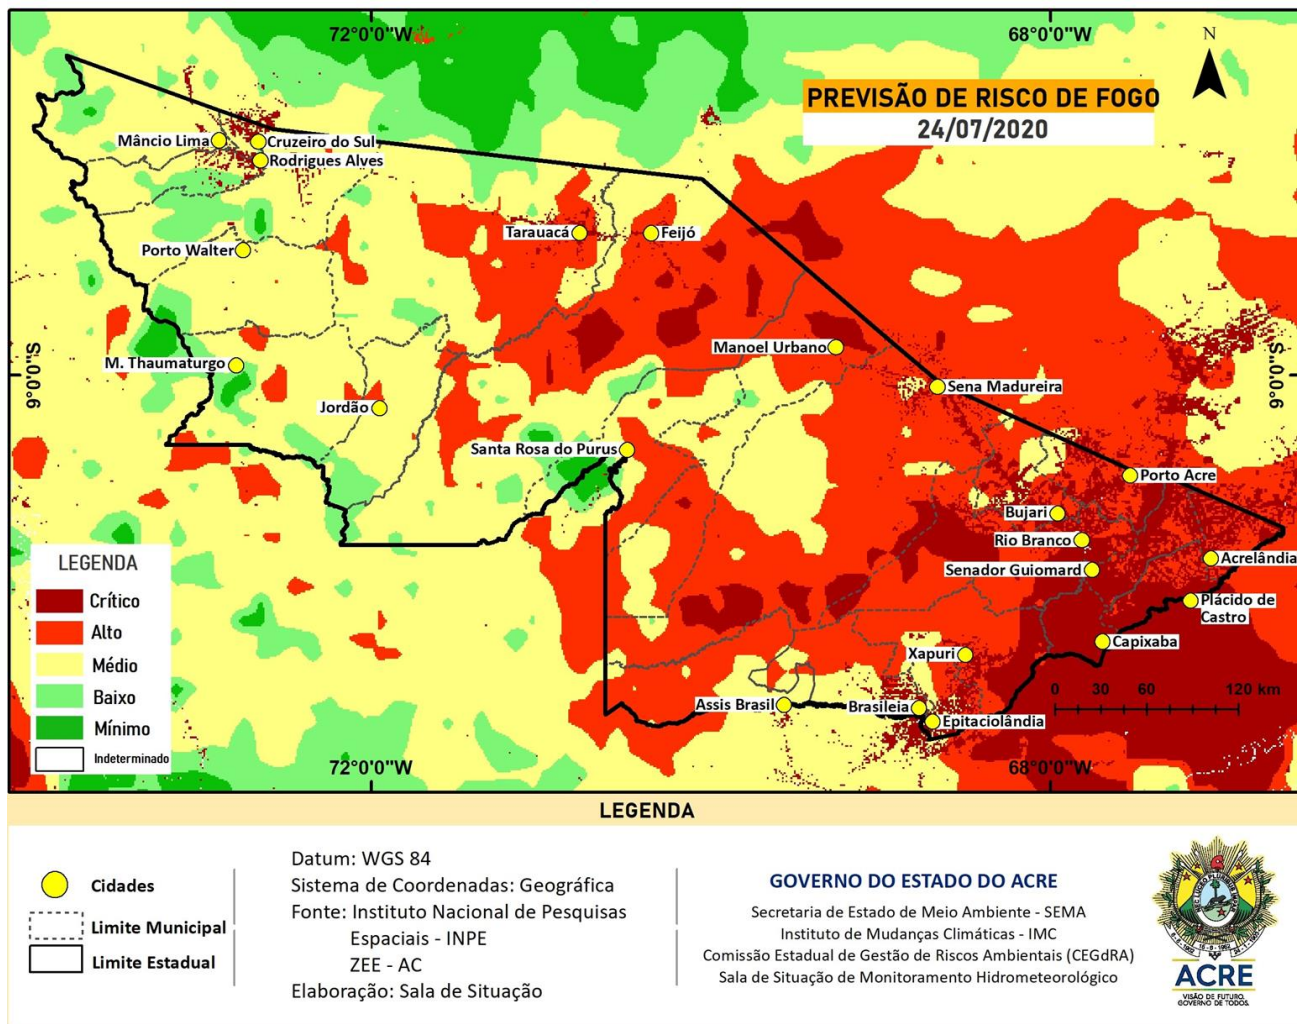 72°0'0"W
68°0'0"W
N
PREVISÃO DE RISCO DE FOGO
24/07/2020
Mâncio Lima
Cruzeiro do Sul
Rodrigues Alves
Tarauacá
Feijó
Porto Walter
9°0'0"S
9°0'0"S
M. Thaumaturgo
Manoel Urbano
Sena Madureira
Jordão
Santa Rosa do Purus
Porto Acre
Bujari
Rio Branco
Senador Guiomard
Acrelândia
Plácido de
Castro
Capixaba
Xapuri
Assis Brasil
Brasileia
Epitaciolândia
0 30 60 120 km
72°0'0"W
68°0'0"W
LEGENDA
Crítico
Alto
Médio
Baixo
Mínimo
Indeterminado
LEGENDA
Cidades
Limite Municipal
Limite Estadual
Datum: WGS 84
Sistema de Coordenadas: Geográfica
Fonte: Instituto Nacional de Pesquisas
Espaciais - INPE
ZEE - AC
Elaboração: Sala de Situação
GOVERNO DO ESTADO DO ACRE
Secretaria de Estado de Meio Ambiente - SEMA
Instituto de Mudanças Climáticas - IMC
Comissão Estadual de Gestão de Riscos Ambientais (CEGdRA)
Sala de Situação de Monitoramento Hidrometeorológico
ACRE
VISÃO DE FUTURO.
GOVERNO DE TODOS.